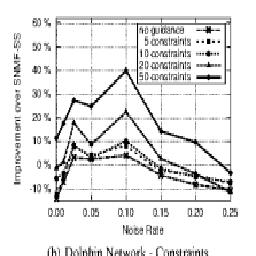 60 %
50 %
40 %
30 %
20 %
10 %
0 %
-10 %
Improvement over SNMF-SS
no guidance
5-constraints
10-constraints
20-constraints
50-constraints
0.00 0.05 0.10 0.15 0.20 0.25
Noise Rate
(b) Dolphin Network - Constraints